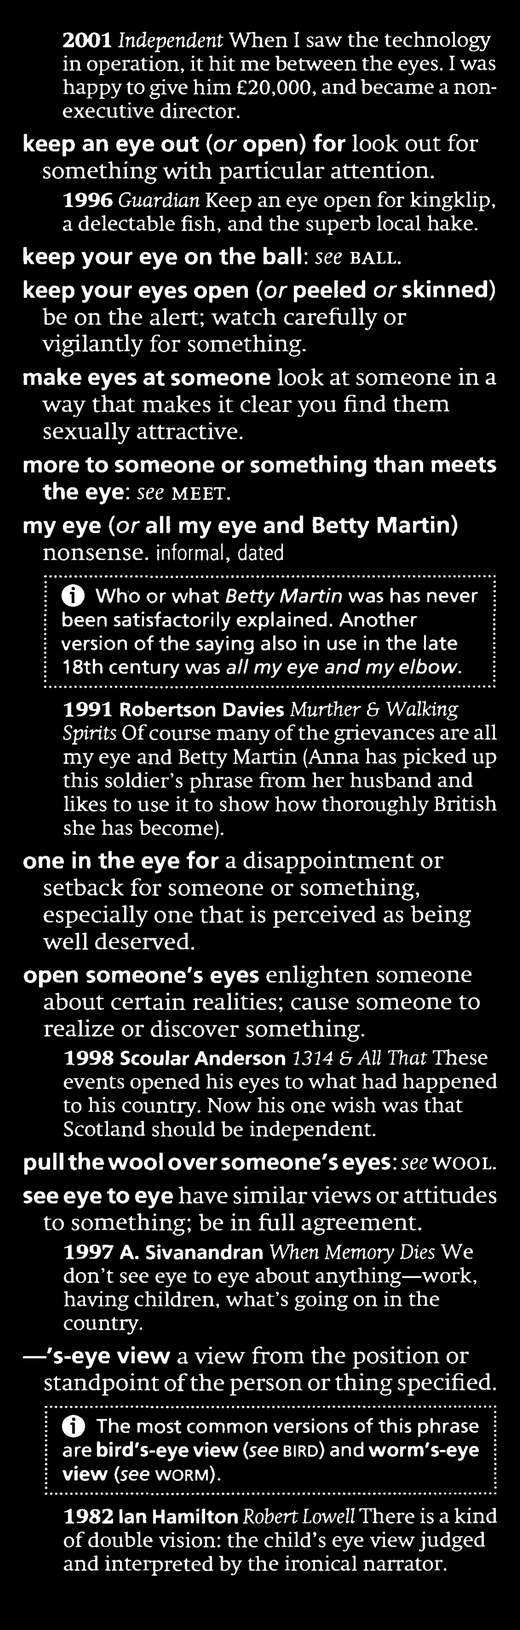 2001 Independent When I saw the technology
in operation, it hit me between the eyes. I was
happy to give him £20,000, and became a non-
executive director.
keep an eye out (or open) for look out for
something with particular attention.
1996 Guardian Keep an eye open for kingklip,
a delectable fish, and the superb local hake.
keep your eye on the ball: see BALL.
keep your eyes open (or peeled or skinned)
be on the alert; watch carefully or
vigilantly for something.
make eyes at someone look at someone in a
way that makes it clear you find them
sexually attractive.
more to someone or something than meets
the eye: see MEET.
my eye (or all my eye and Betty Martin)
nonsense. informal, dated
i Who or what Betty Martin was has never
been satisfactorily explained. Another
version of the saying also in use in the late
18th century was all my eye and my elbow.
1991 Robertson Davies Murther & Walking
Spirits Of course many of the grievances are all
my eye and Betty Martin (Anna has picked up
this soldier's phrase from her husband and
likes to use it to show how thoroughly British
she has become).
one in the eye for a disappointment or
setback for someone or something,
especially one that is perceived as being
well deserved.
open someone's eyes enlighten someone
about certain realities; cause someone to
realize or discover something.
1998 Scoular Anderson 1314 & All That These
events opened his eyes to what had happened
to his country. Now his one wish was that
Scotland should be independent.
pull the wool over someone's eyes: see WOOL.
see eye to eye have similar views or attitudes
to something; be in full agreement.
1997 A. Sivanandran When Memory Dies We
don't see eye to eye about anything—work,
having children, what's going on in the
country.
—'s-eye view a view from the position or
standpoint of the person or thing specified.
i The most common versions of this phrase
are bird's-eye view (see BIRD) and worm's-eye
view (see WORM).
1982 Ian Hamilton Robert Lowell There is a kind
of double vision: the child's eye view judged
and interpreted by the ironical narrator.